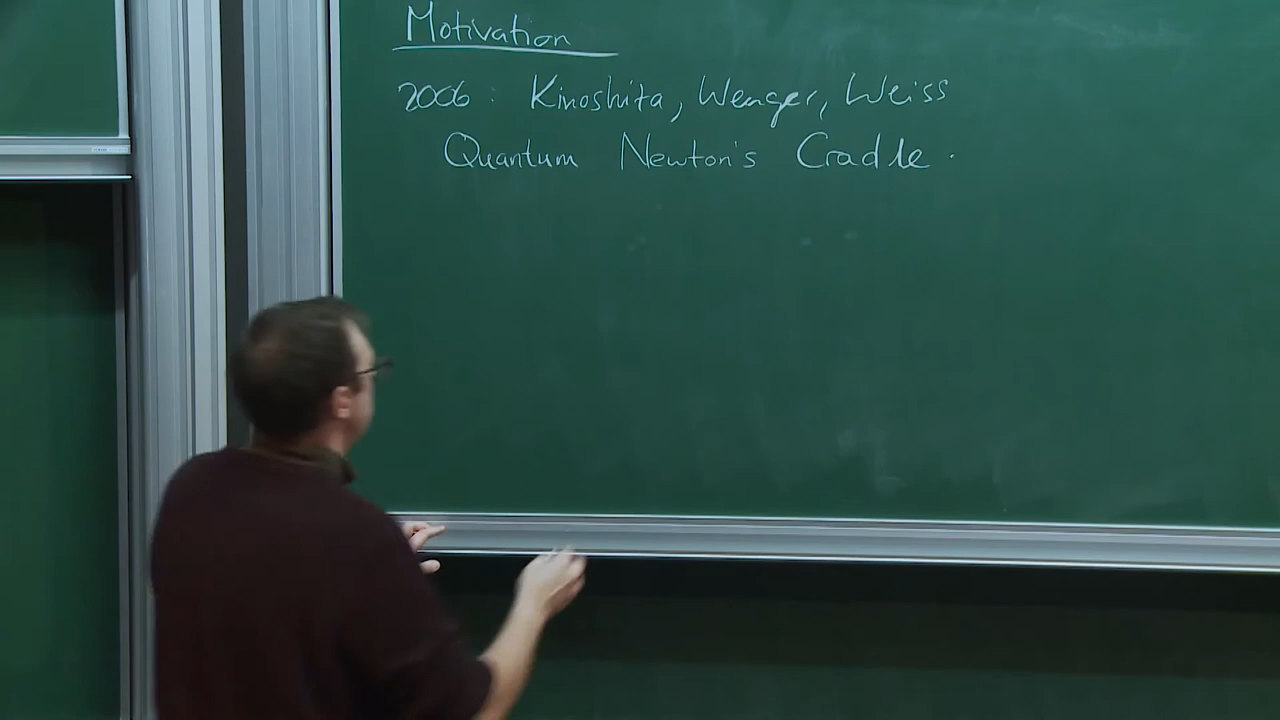 Motivation
2006 : Kinoshita, Wenger, Weiss
Quantum Newton's Cradle.